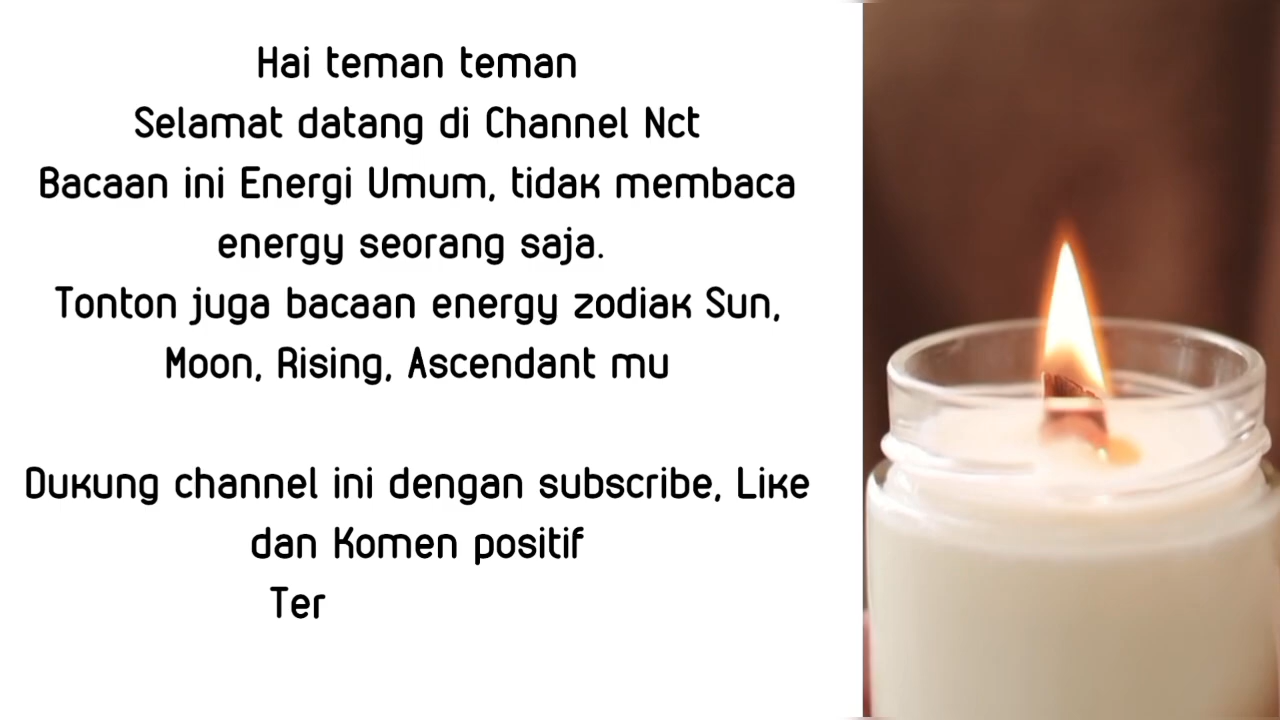 Hai teman teman
Selamat datang di Channel Nct
Bacaan ini Energi Umum, tidak membaca
energy seorang saja.
Tonton juga bacaan energy zodiak Sun,
Moon, Rising, Ascendant mu
Dukung channel ini dengan subscribe, Like
dan Komen positif
Ter